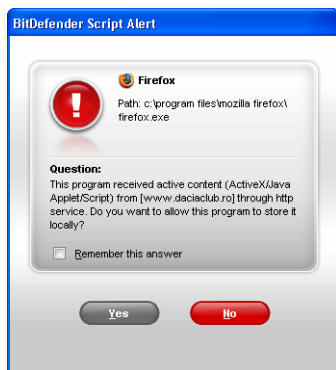 BitDefender Script Alert
Firefox
Path: c:\program files\mozilla firefox\
firefox.exe
Question:
This program received active content (ActiveX/Java
Applet/Script) from [www.daciaclub.ro] through http
service. Do you want to allow this program to store it
locally?
Remember this answer
Yes
No